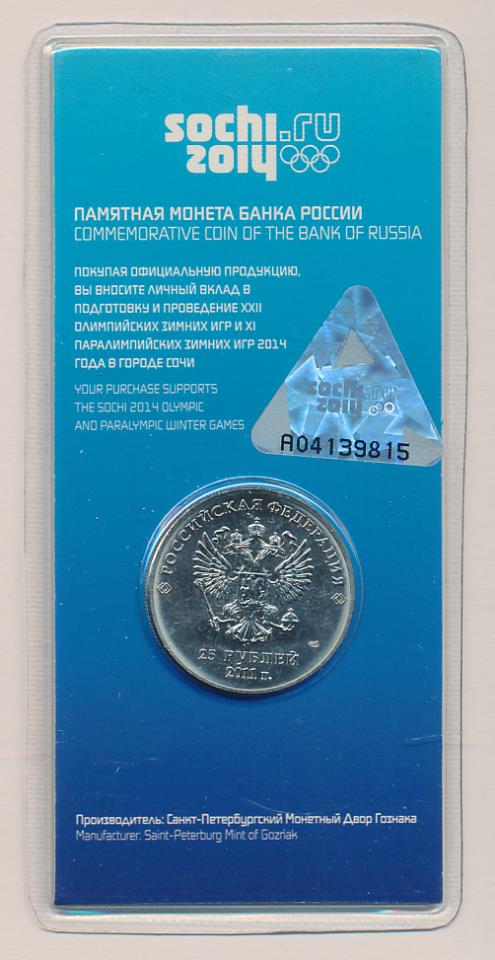 sochi.ru
2014
ПАМЯТНАЯ МОНЕТА БАНКА РОССИИ
COMMEMORATIVE COIN OF THE BANK OF RUSSIA
ПОКУПАЯ ОФИЦИАЛЬНУЮ ПРОДУКЦИЮ,
ВЫ ВНОСИТЕ ЛИЧНЫЙ ВКЛАД В
ПОДГОТОВКУ И ПРОВЕДЕНИЕ XXII
ОЛИМПИЙСКИХ ЗИМНИХ ИГР И XI
ПАРАЛИМПИЙСКИХ ЗИМНИХ ИГР 2014
ГОДА В ГОРОДЕ СОЧИ
YOUR PURCHASE SUPPORTS
THE SOCHI 2014 OLYMPIC
AND PARALYMPIC WINTER GAMES
sochi.ru
2014
A04139815
РОССИЙСКАЯ ФЕДЕРАЦИЯ
25 РУБЛЕЙ
2011 г.
Производитель: Санкт-Петербургский Монетный Двор Гознака
Manufacturer: Saint-Peterburg Mint of Gozriak